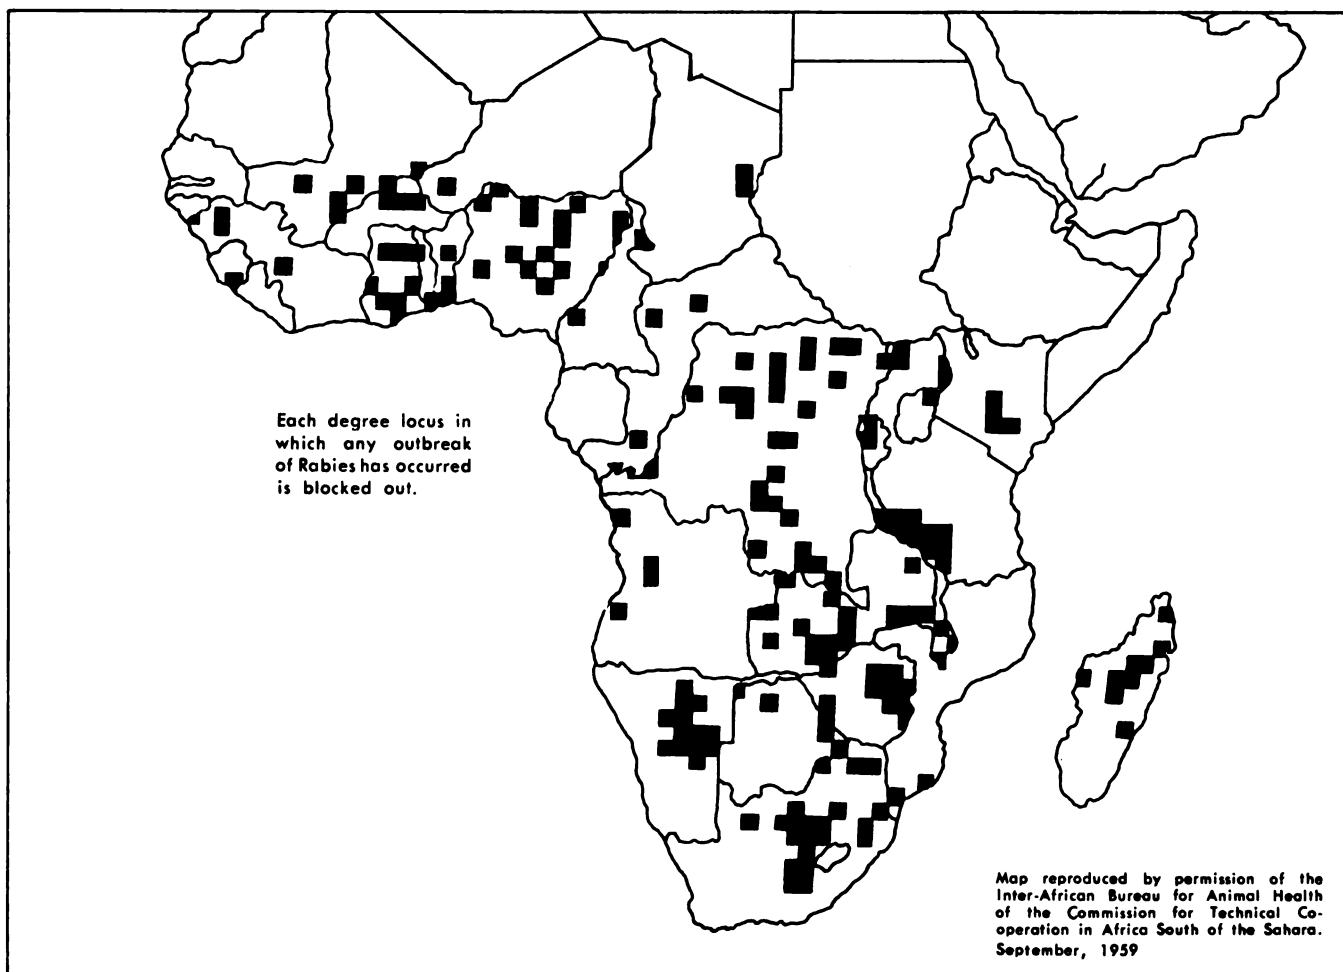 Each degree locus in
which any outbreak
of Rabies has occurred
is blocked out.
Map reproduced by permission of the
Inter-African Bureau for Animal Health
of the Commission for Technical Co-
operation in Africa South of the Sahara.
September, 1959